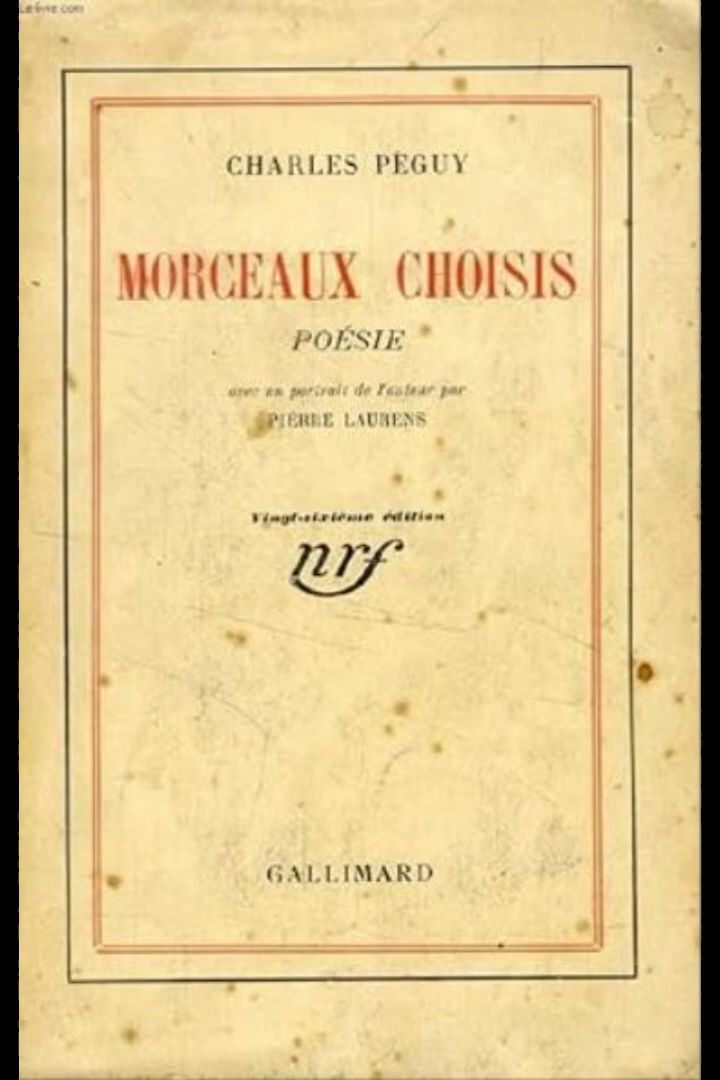 Le-livre.com
CHARLES PÉGUY
MORCEAUX CHOISIS
POÉSIE
avec un portrait de l'auteur par
PIERRE LAURENS
Vingt-sixième édition
nrf
GALLIMARD